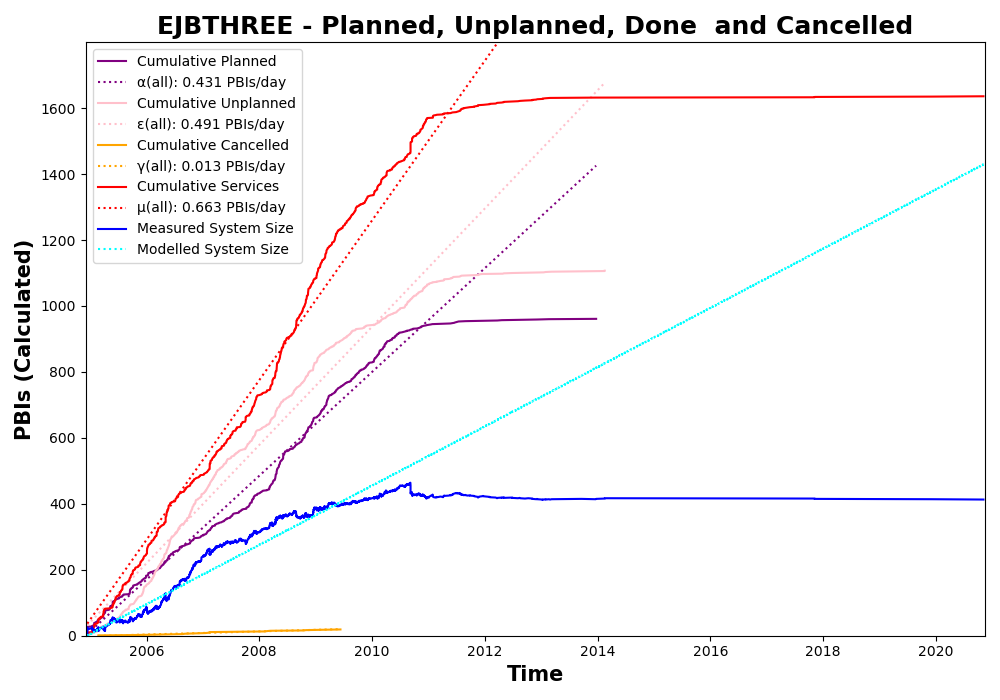 EJBTHREE - Planned, Unplanned, Done  and Cancelled
Cumulative Planned
α(all): 0.431 PBIs/day
Cumulative Unplanned
ε(all): 0.491 PBIs/day
Cumulative Cancelled
γ(all): 0.013 PBIs/day
Cumulative Services
μ(all): 0.663 PBIs/day
Measured System Size
Modelled System Size
PBIs (Calculated)
1600
1400
1200
1000
800
600
400
200
0
2006 2008 2010 2012 2014 2016 2018 2020
Time